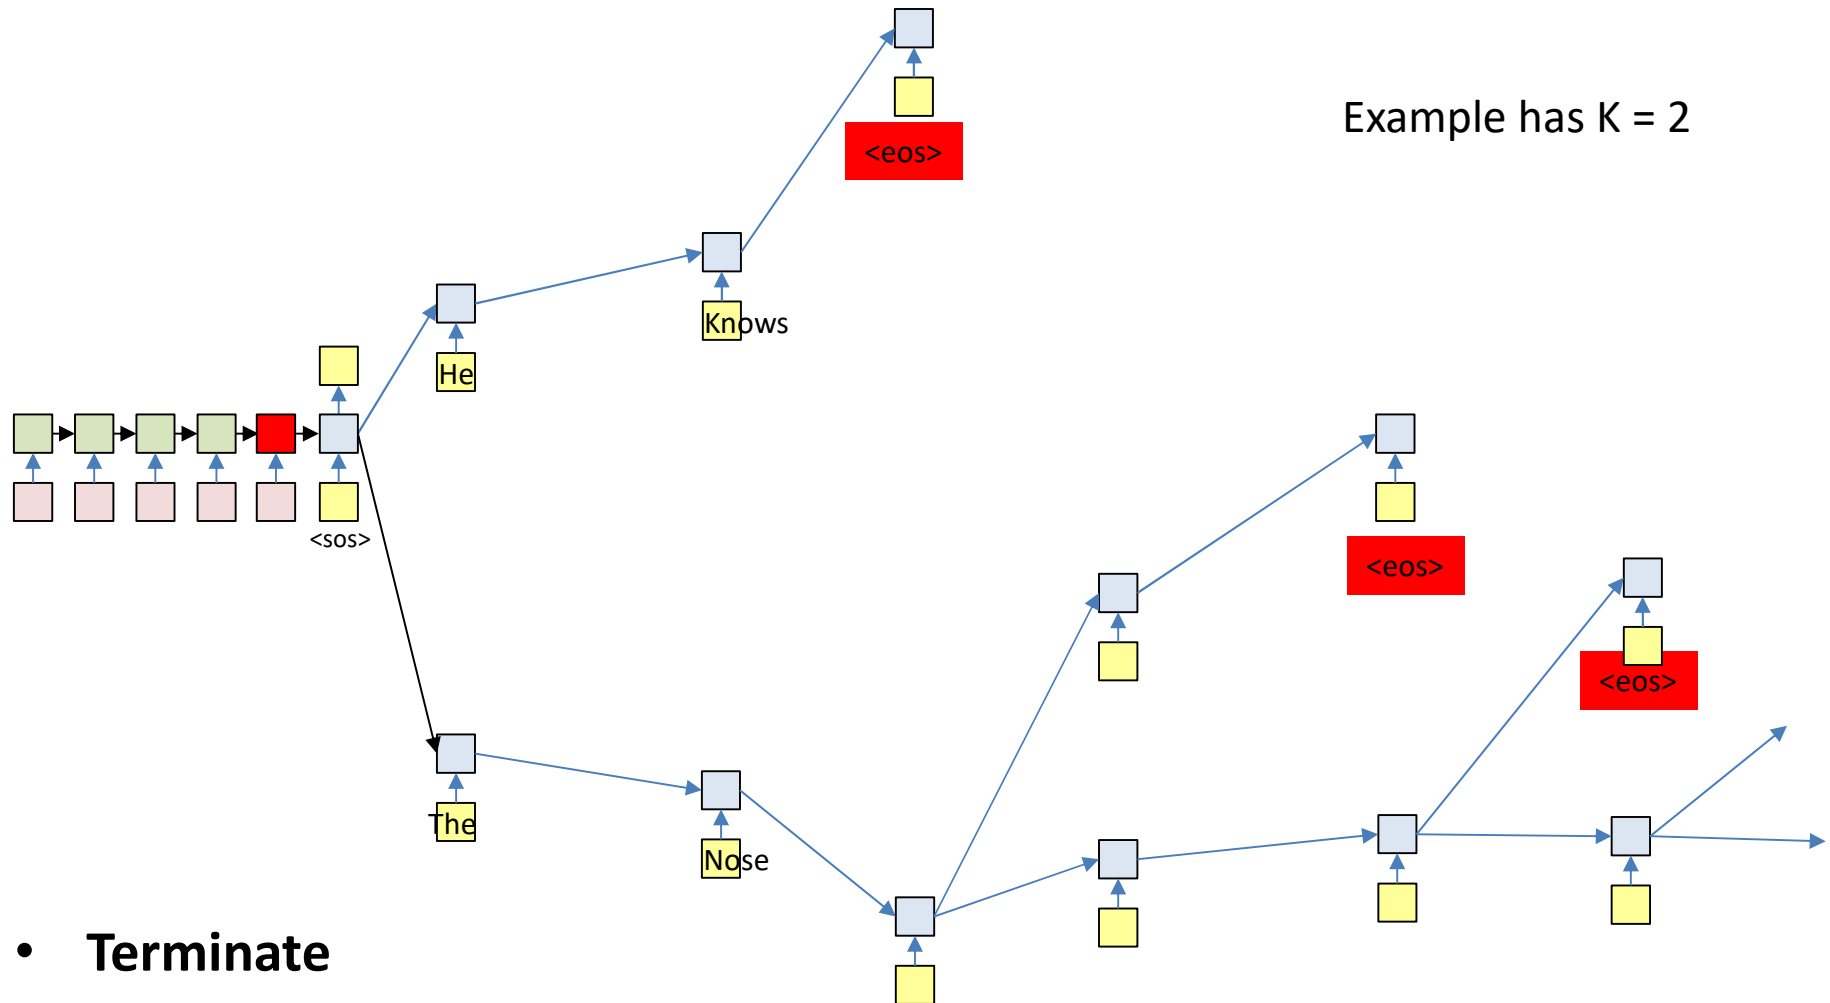 Example has K = 2
<eos>
Knows
He
<sos>
<eos>
<eos>
The
Nose
• Terminate